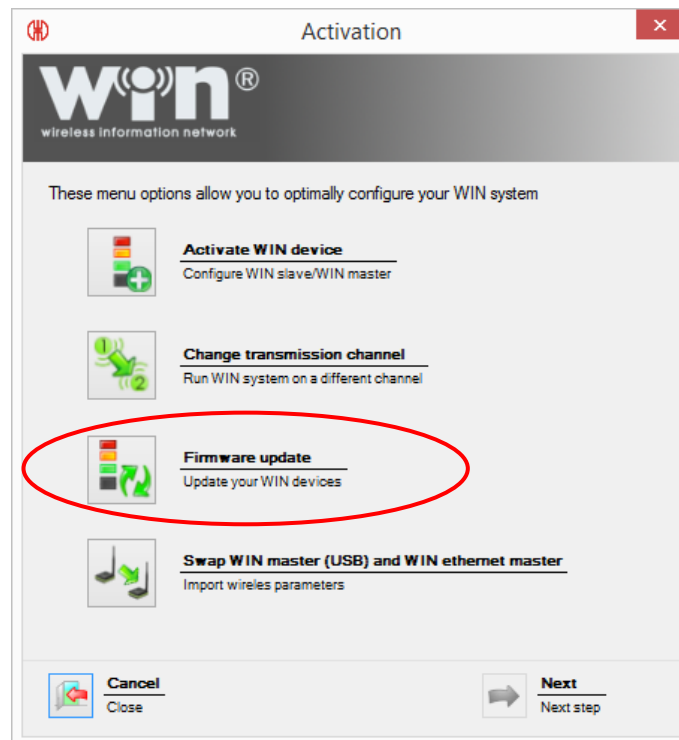 Activation
WIN®
wireless information network
These menu options allow you to optimally configure your WIN system
Activate WIN device
Configure WIN slave/WIN master
Change transmission channel
Run WIN system on a different channel
1
2
Firmware update
Update your WIN devices
Swap WIN master (USB) and WIN ethernet master
Import wireles parameters
Cancel
Close
Next
Next step